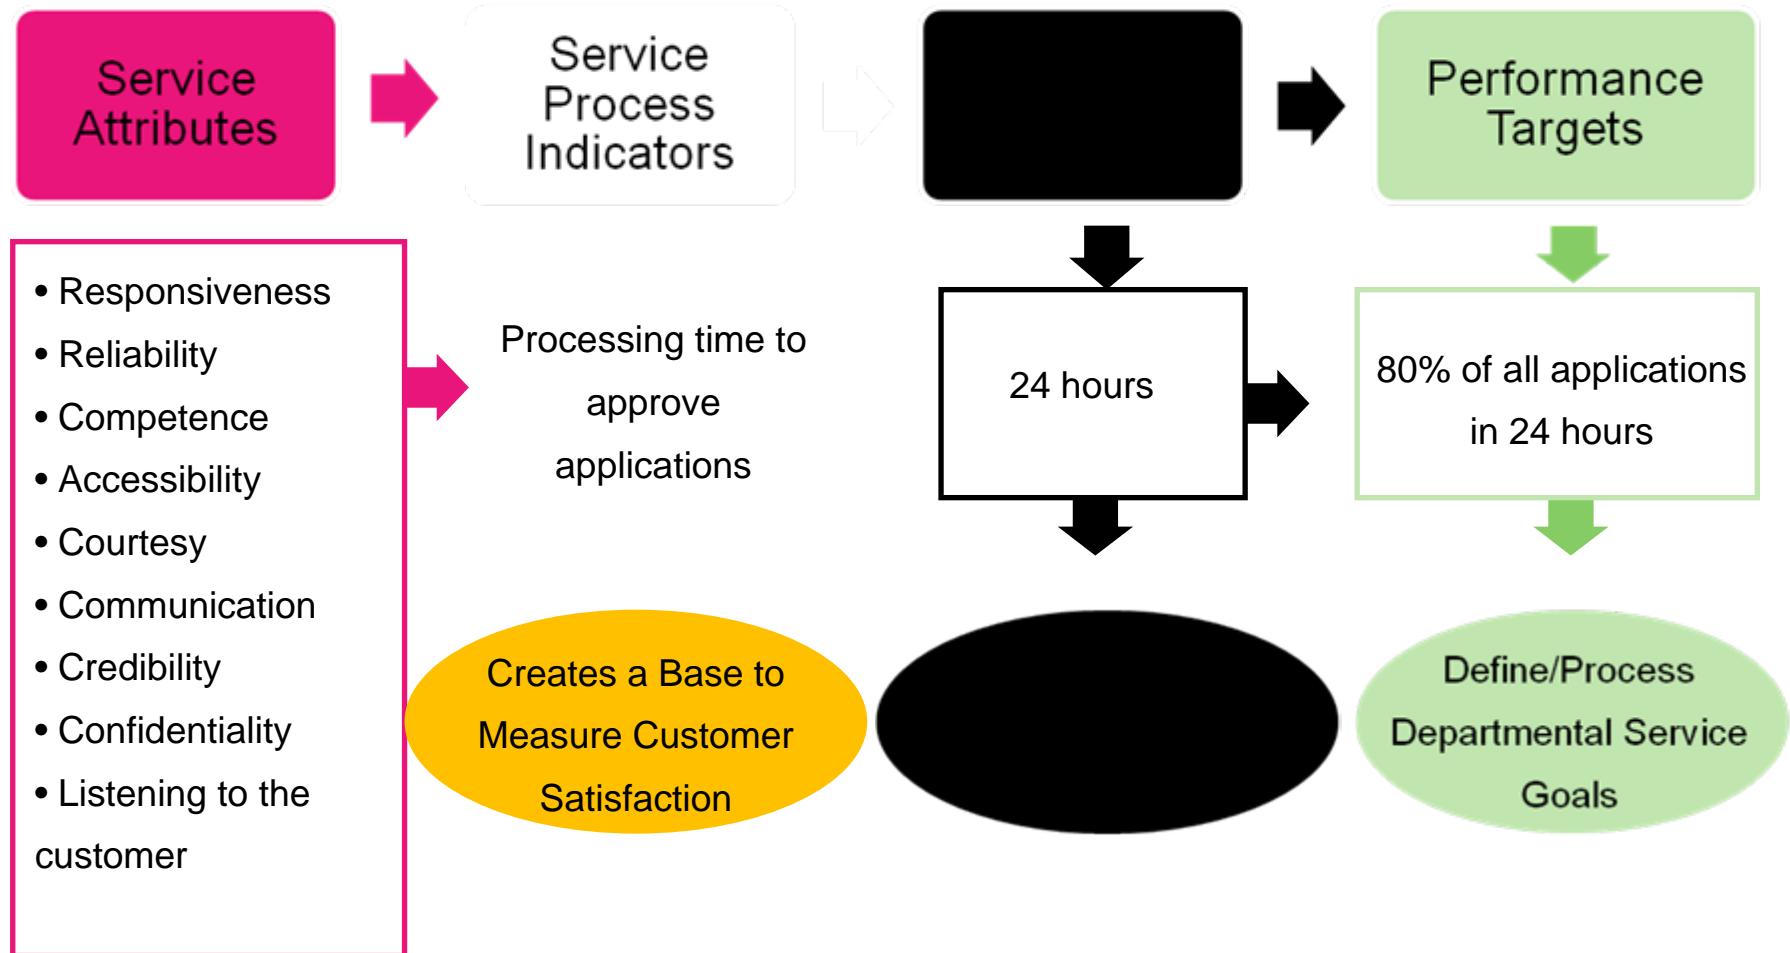 Service
Attributes
Service
Process
Indicators
Performance
Targets
• Responsiveness
• Reliability
• Competence
• Accessibility
• Courtesy
• Communication
• Credibility
• Confidentiality
• Listening to the
customer
Processing time to
approve
applications
24 hours
80% of all applications
in 24 hours
Creates a Base to
Measure Customer
Satisfaction
Define/Process
Departmental Service
Goals